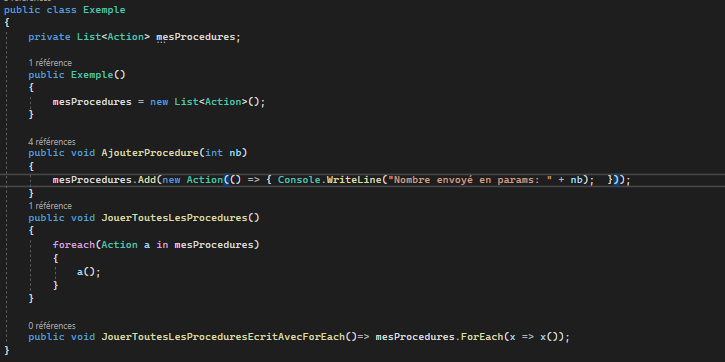 public class Exemple
{
private List<Action> mesProcedures;
1 référence
public Exemple()
{
mesProcedures = new List<Action>();
}
4 références
public void AjouterProcedure(int nb)
{
mesProcedures.Add(new Action(() => { Console.WriteLine("Nombre envoyé en params: " + nb);  }));
}
1 référence
public void JouerToutesLesProcedures()
{
foreach(Action a in mesProcedures)
{
a();
}
}
0 références
public void JouerToutesLesProceduresEcritAvecForEach()=> mesProcedures.ForEach(x => x());
}